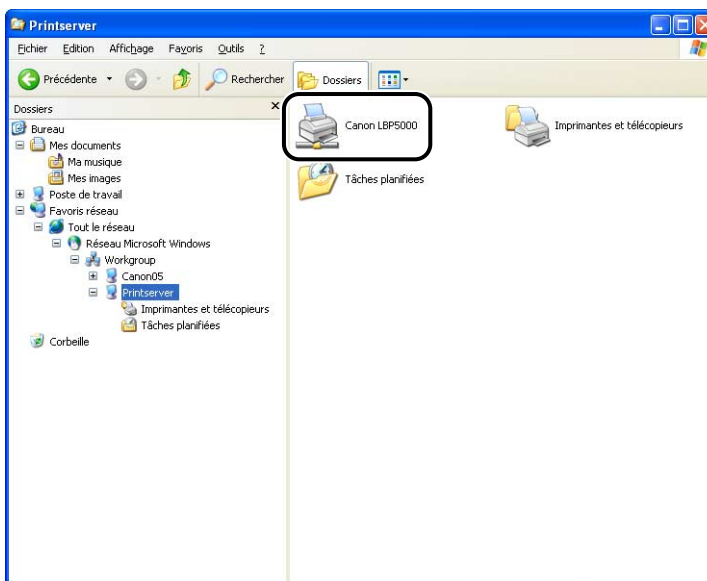 Printserver
Fichier Edition Affichage Favoris Outils ?
Précédente Rechercher Dossiers
Dossiers
Bureau
Mes documents
Ma musique
Mes images
Poste de travail
Favoris réseau
Tout le réseau
Réseau Microsoft Windows
Workgroup
Canon05
Printserver
Imprimantes et télécopieurs
Tâches planifiées
Corbeille
Canon LBP5000
Imprimantes et télécopieurs
Tâches planifiées